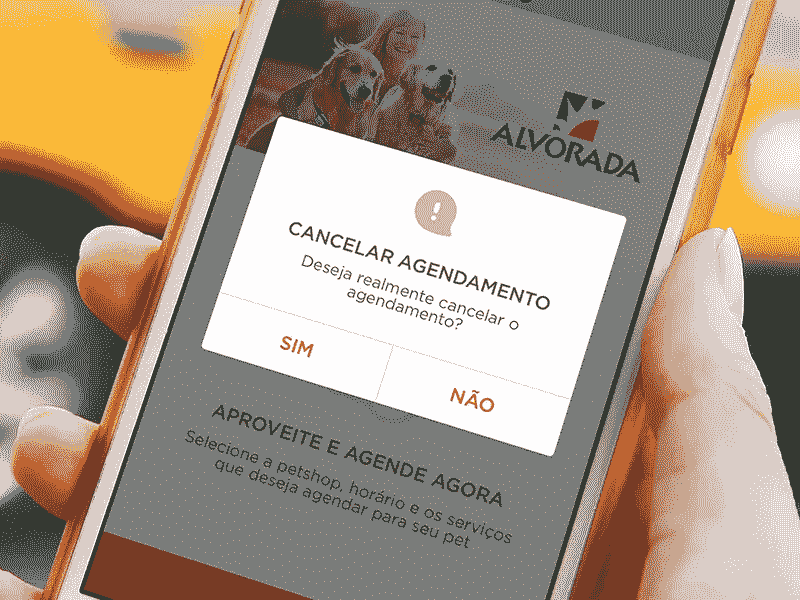 ALVORADA
CANCELAR AGENDAMENTO
Deseja realmente cancelar o
agendamento?
SIM
NÃO
APROVEITE E AGENDE AGORA
Selecione a petshop, horário e os serviços
que deseja agendar para seu pet